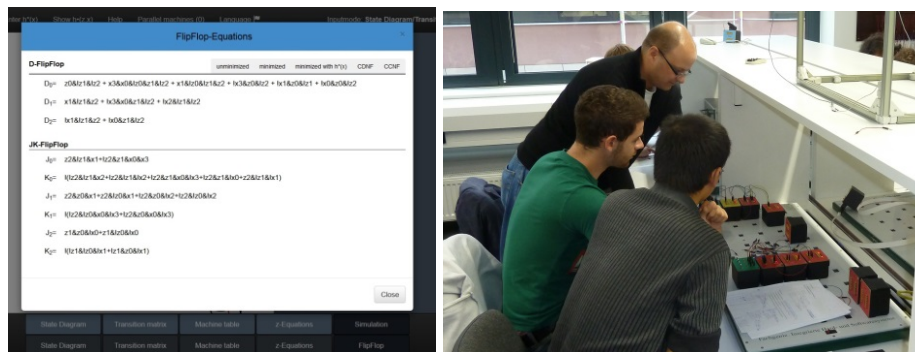 Show h(z,x) Help Parallel machines (0) Language Inputmode State Diagram/Transit
FlipFlop-Equations
D-FlipFlop
unminimized minimized minimized with h*(x) CDNF CCNF
D₀= z0&!z1&!z2 + x3&x0&!z0&z1&!z2 + x1&!z0&!z1&z2 + !x3&z0&!z2 + !x1&z0&!z1 + !x0&z0&!z2
D₁= x1&!z1&z2 + !x3&x0&z1&!z2 + !x2&!z1&!z2
D₂= !x1&!z1&z2 + !x0&z1&!z2
JK-FlipFlop
J₀= z2&!z1&x1+!z2&z1&x0&x3
K₀= !(!z2&!z1&x2+!z2&!z1&!x2+!z2&z1&x0&!x3+!z2&z1&!x0+z2&!z1&!x1)
J₁= z2&z0&x1+z2&!z0&x1+!z2&z0&!x2+!z2&!z0&!x2
K₁= !(!z2&!z0&x0&!x3+!z2&z0&x0&!x3)
J₂= z1&z0&!x0+z1&!z0&!x0
K₂= !(!z1&!z0&!x1+!z1&z0&!x1)
Close
State Diagram Transition matrix Machine table z-Equations Simulation
State Diagram Transition matrix Machine table z-Equations FlipFlop